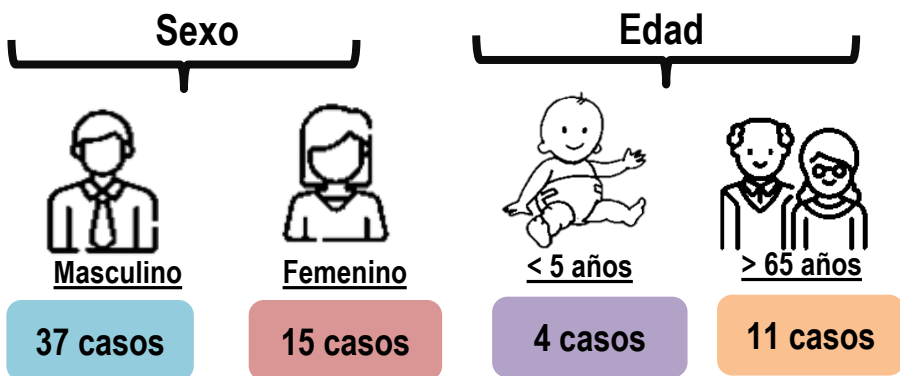 Sexo
Edad
Masculino
Femenino
< 5 años
> 65 años
37 casos
15 casos
4 casos
11 casos